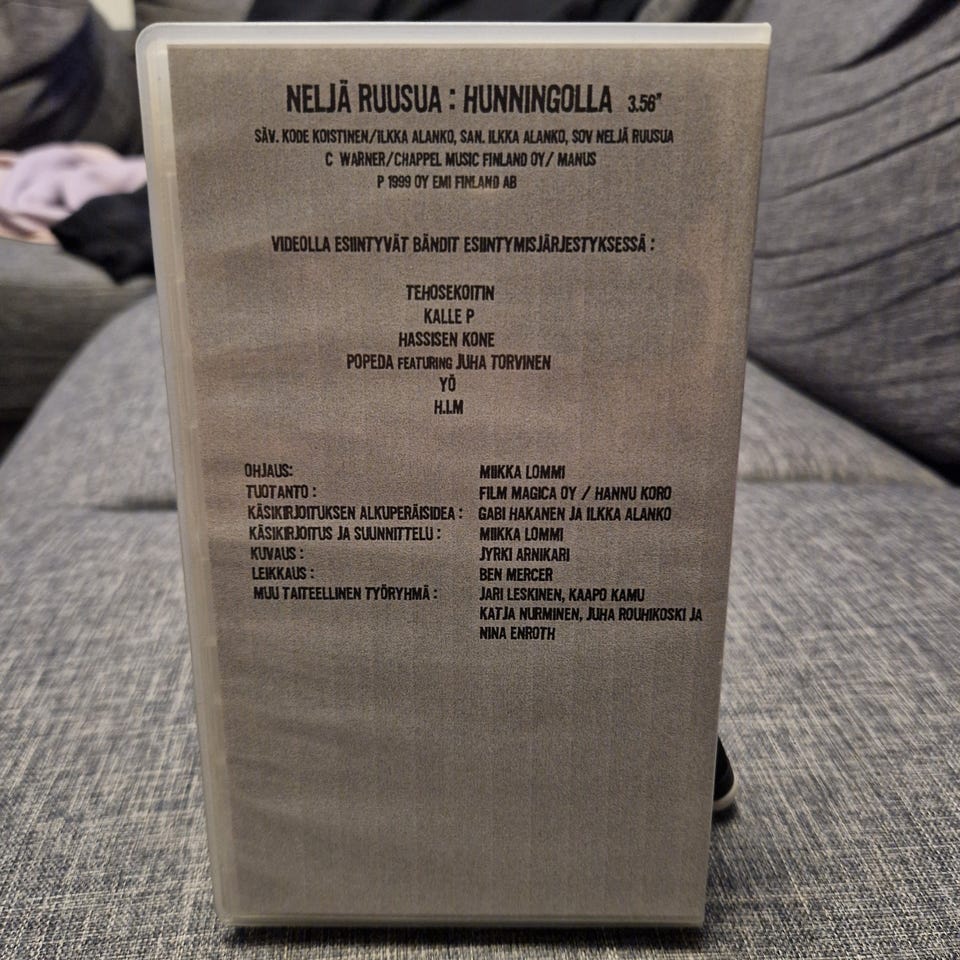 NELJÄ RUUSUA : HUNNINGOLLA 3.56"
SÄV. KODE KOISTINEN/ILKKA ALANKO, SAN. ILKKA ALANKO, SOV NELJÄ RUUSUA
C WARNER/CHAPPEL MUSIC FINLAND OY/ MANUS
P 1999 OY EMI FINLAND AB
VIDEOLLA ESIINTYVÄT BÄNDIT ESIINTYMISJÄRJESTYKSESSÄ :
TEHOSEKOITIN
KALLE P
HASSISEN KONE
POPEDA FEATURING JUHA TORVINEN
YÖ
H.I.M
OHJAUS: MIIKKA LOMMI
TUOTANTO : FILM MAGICA OY / HANNU KORO
KÄSIKIRJOITUKSEN ALKUPERÄISIDEA : GABI HAKANEN JA ILKKA ALANKO
KÄSIKIRJOITUS JA SUUNNITTELU : MIIKKA LOMMI
KUVAUS : JYRKI ARNIKARI
LEIKKAUS : BEN MERCER
MUU TAITEELLINEN TYÖRYHMÄ : JARI LESKINEN, KAAPO KAMU
KATJA NURMINEN, JUHA ROUHIKOSKI JA
NINA ENROTH